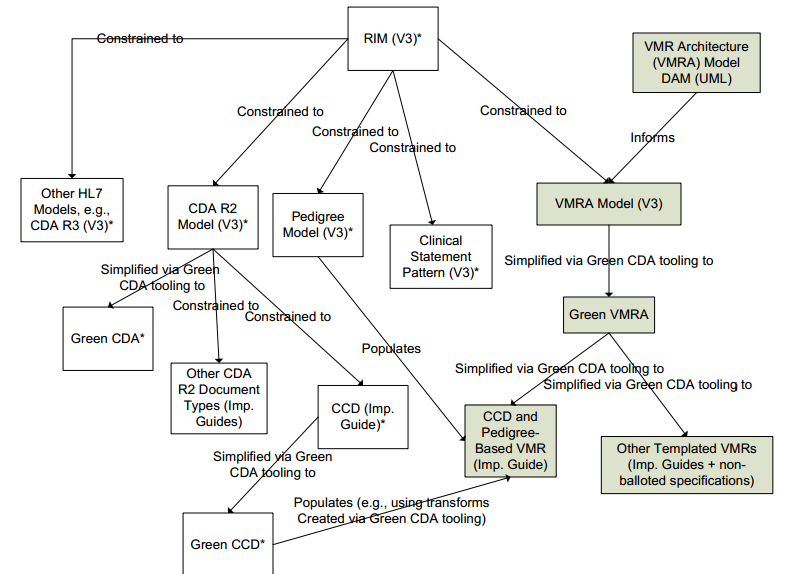 RIM (V3)*
VMR Architecture
(VMRA) Model
DAM (UML)
Constrained to
Constrained to
Constrained to
Constrained to
Constrained to
Informs
Other HL7
Models, e.g.,
CDA R3 (V3)*
CDA R2
Model (V3)*
Pedigree
Model (V3)*
Clinical
Statement
Pattern (V3)*
VMRA Model (V3)
Simplified via Green
CDA tooling to
Constrained to
Constrained to
Simplified via Green CDA tooling to
Green CDA*
Green VMRA
Populates
Other CDA
R2 Document
Types (Imp.
Guides)
CCD (Imp.
Guide)*
Simplified via Green CDA tooling to
Simplified via Green CDA tooling to
CCD and
Pedigree-
Based VMR
(Imp. Guide)
Other Templated VMRs
(Imp. Guides + non-
balloted specifications)
Simplified via Green
CDA tooling to
Populates (e.g., using transforms
Created via Green CDA tooling)
Green CCD*